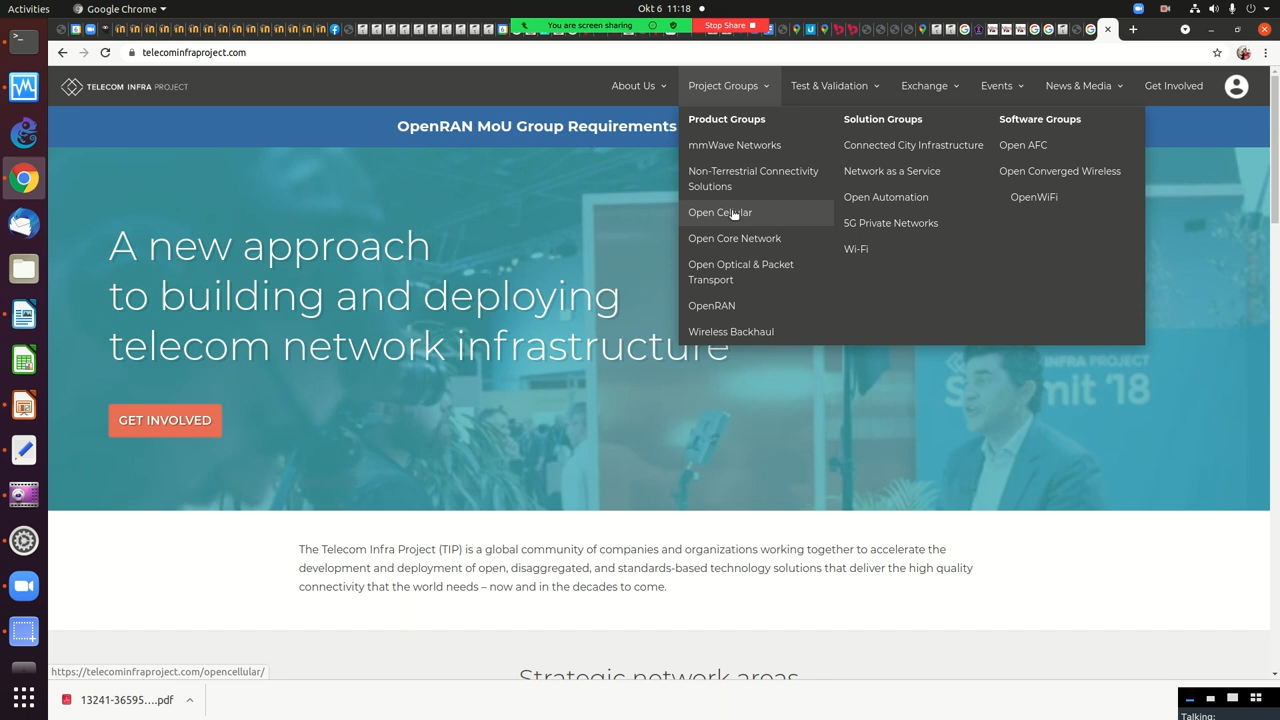 Google Chrome
Okt 6 11:18
You are screen sharing
Stop Share
telecominfraproject.com
TELECOM INFRA PROJECT
About Us
Project Groups
Test & Validation
Exchange
Events
News & Media
Get Involved
OpenRAN MoU Group Requirements
Product Groups
mmWave Networks
Non-Terrestrial Connectivity
Solutions
Open Cellular
Open Core Network
Open Optical & Packet
Transport
OpenRAN
Wireless Backhaul
Solution Groups
Connected City Infrastructure
Network as a Service
Open Automation
5G Private Networks
Wi-Fi
Software Groups
Open AFC
Open Converged Wireless
OpenWiFi
A new approach
to building and deploying
telecom network infrastructure
GET INVOLVED
INFRA PROJECT
mmit '18
The Telecom Infra Project (TIP) is a global community of companies and organizations working together to accelerate the
development and deployment of open, disaggregated, and standards-based technology solutions that deliver the high quality
connectivity that the world needs – now and in the decades to come.
Strategic network areas
https://telecominfraproject.com/opencellular/
13241-36595....pdf
Talking: